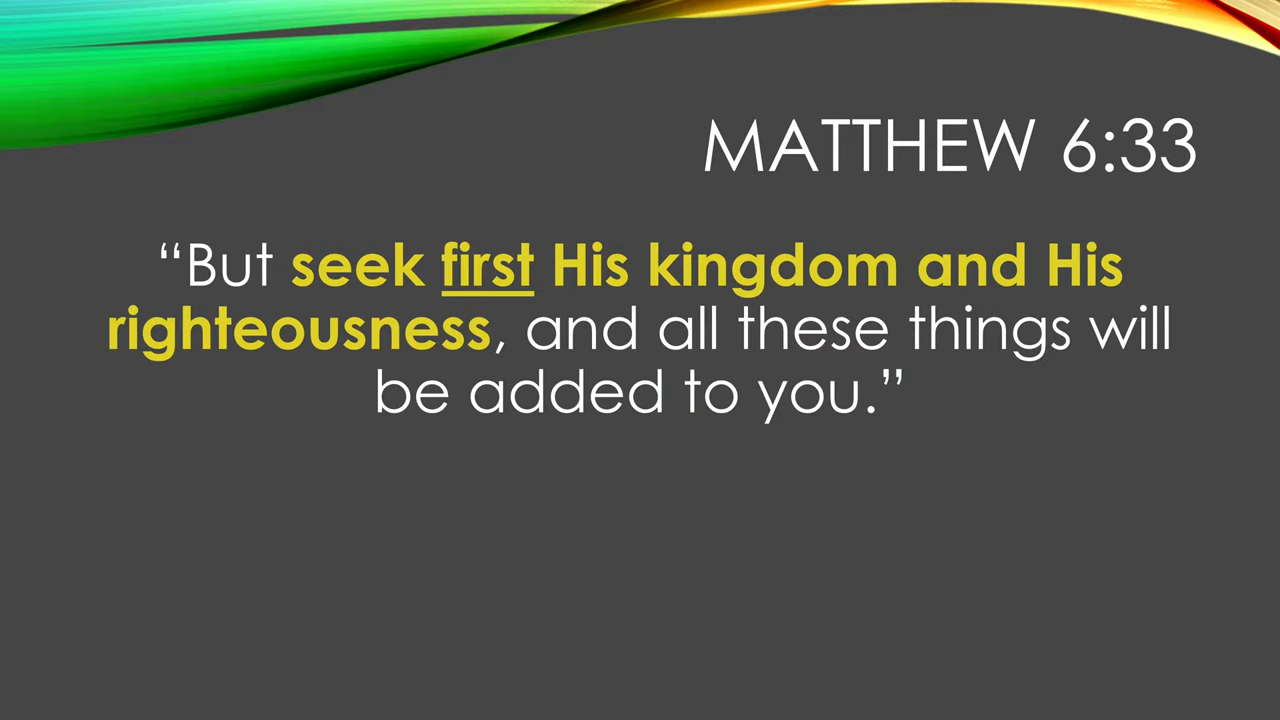 MATTHEW 6:33
“But seek first His kingdom and His
righteousness, and all these things will
be added to you.”